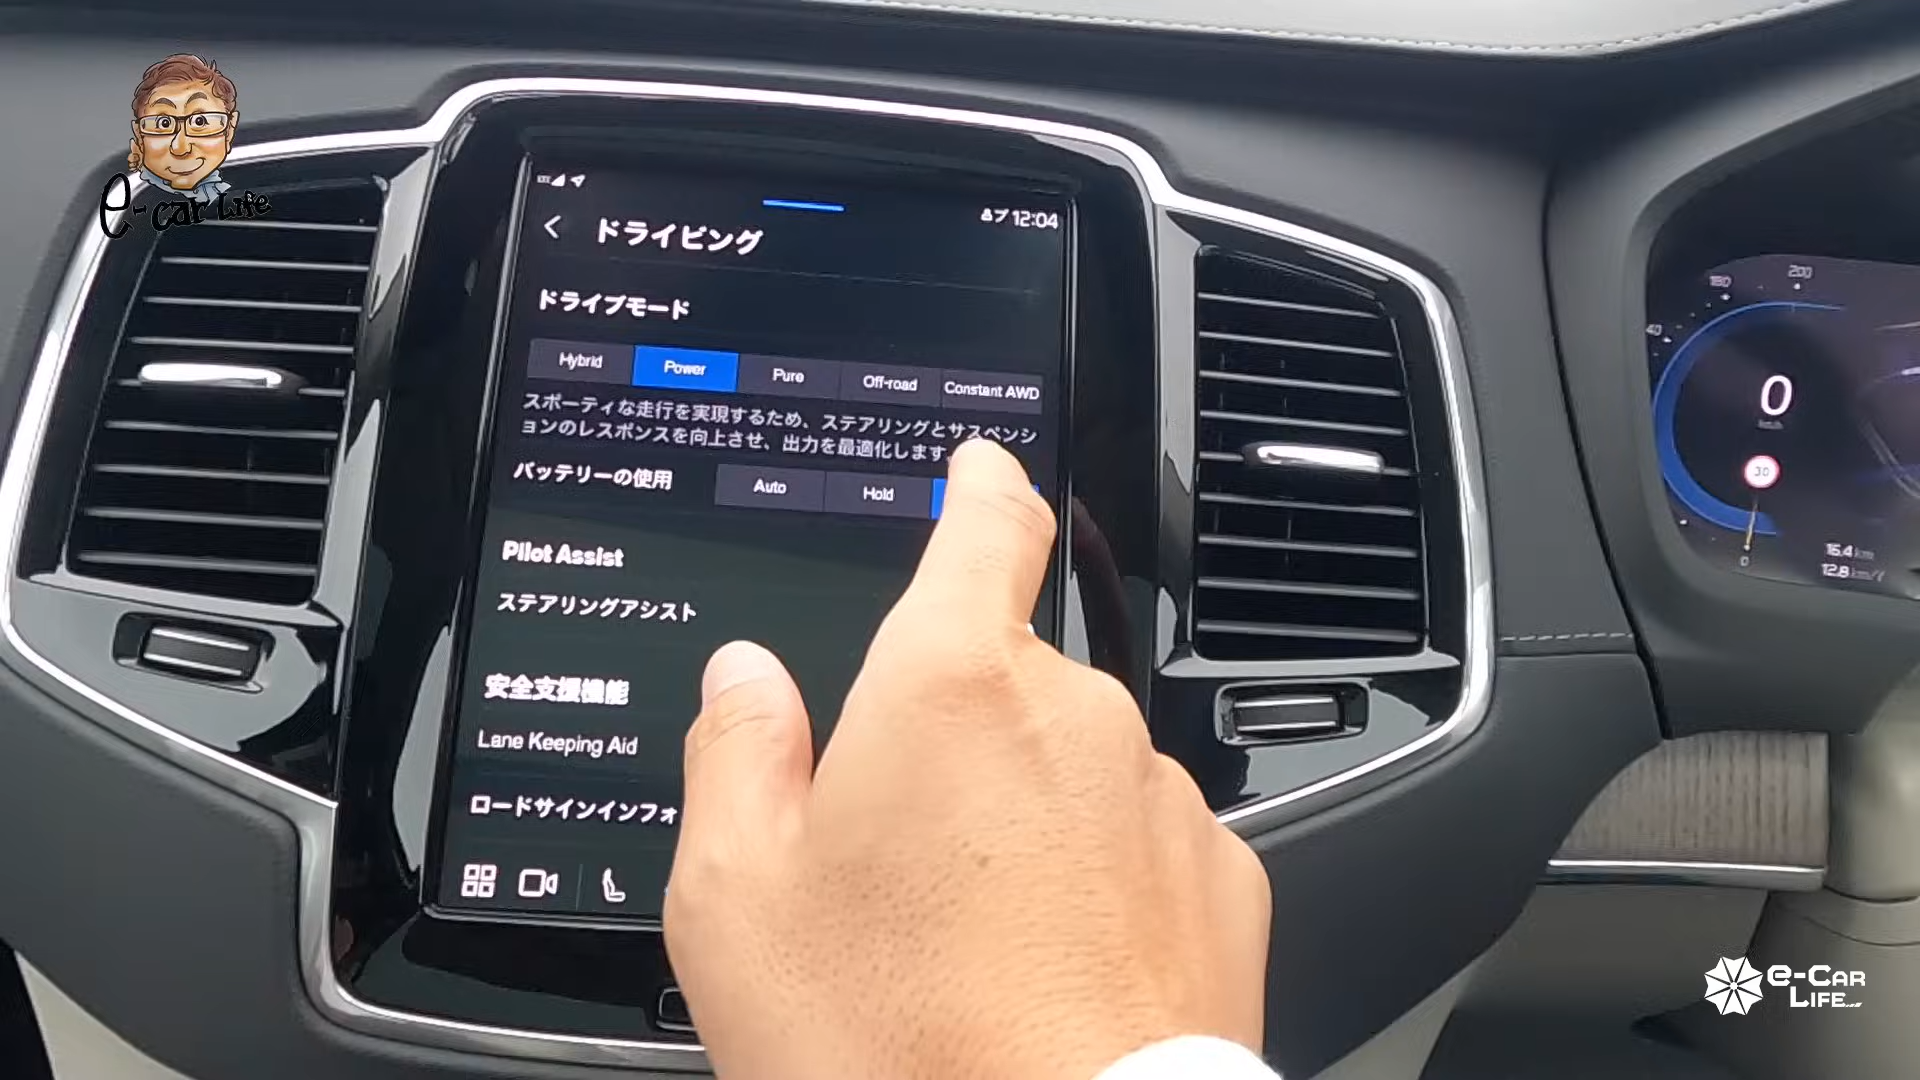 e-car Life
12:04
ドライビング
ドライブモード
Hybrid Power Pure Off-road Constant AWD
スポーティな走行を実現するため、ステアリングとサスペンシ
ョンのレスポンスを向上させ、出力を最適化します
バッテリーの使用 Auto Hold
Pilot Assist
ステアリングアシスト
安全支援機能
Lane Keeping Aid
ロードサインインフォ
200
180
40
0
km/h
30
0
16.4 km
12.8 km/ℓ
e-Car
Life